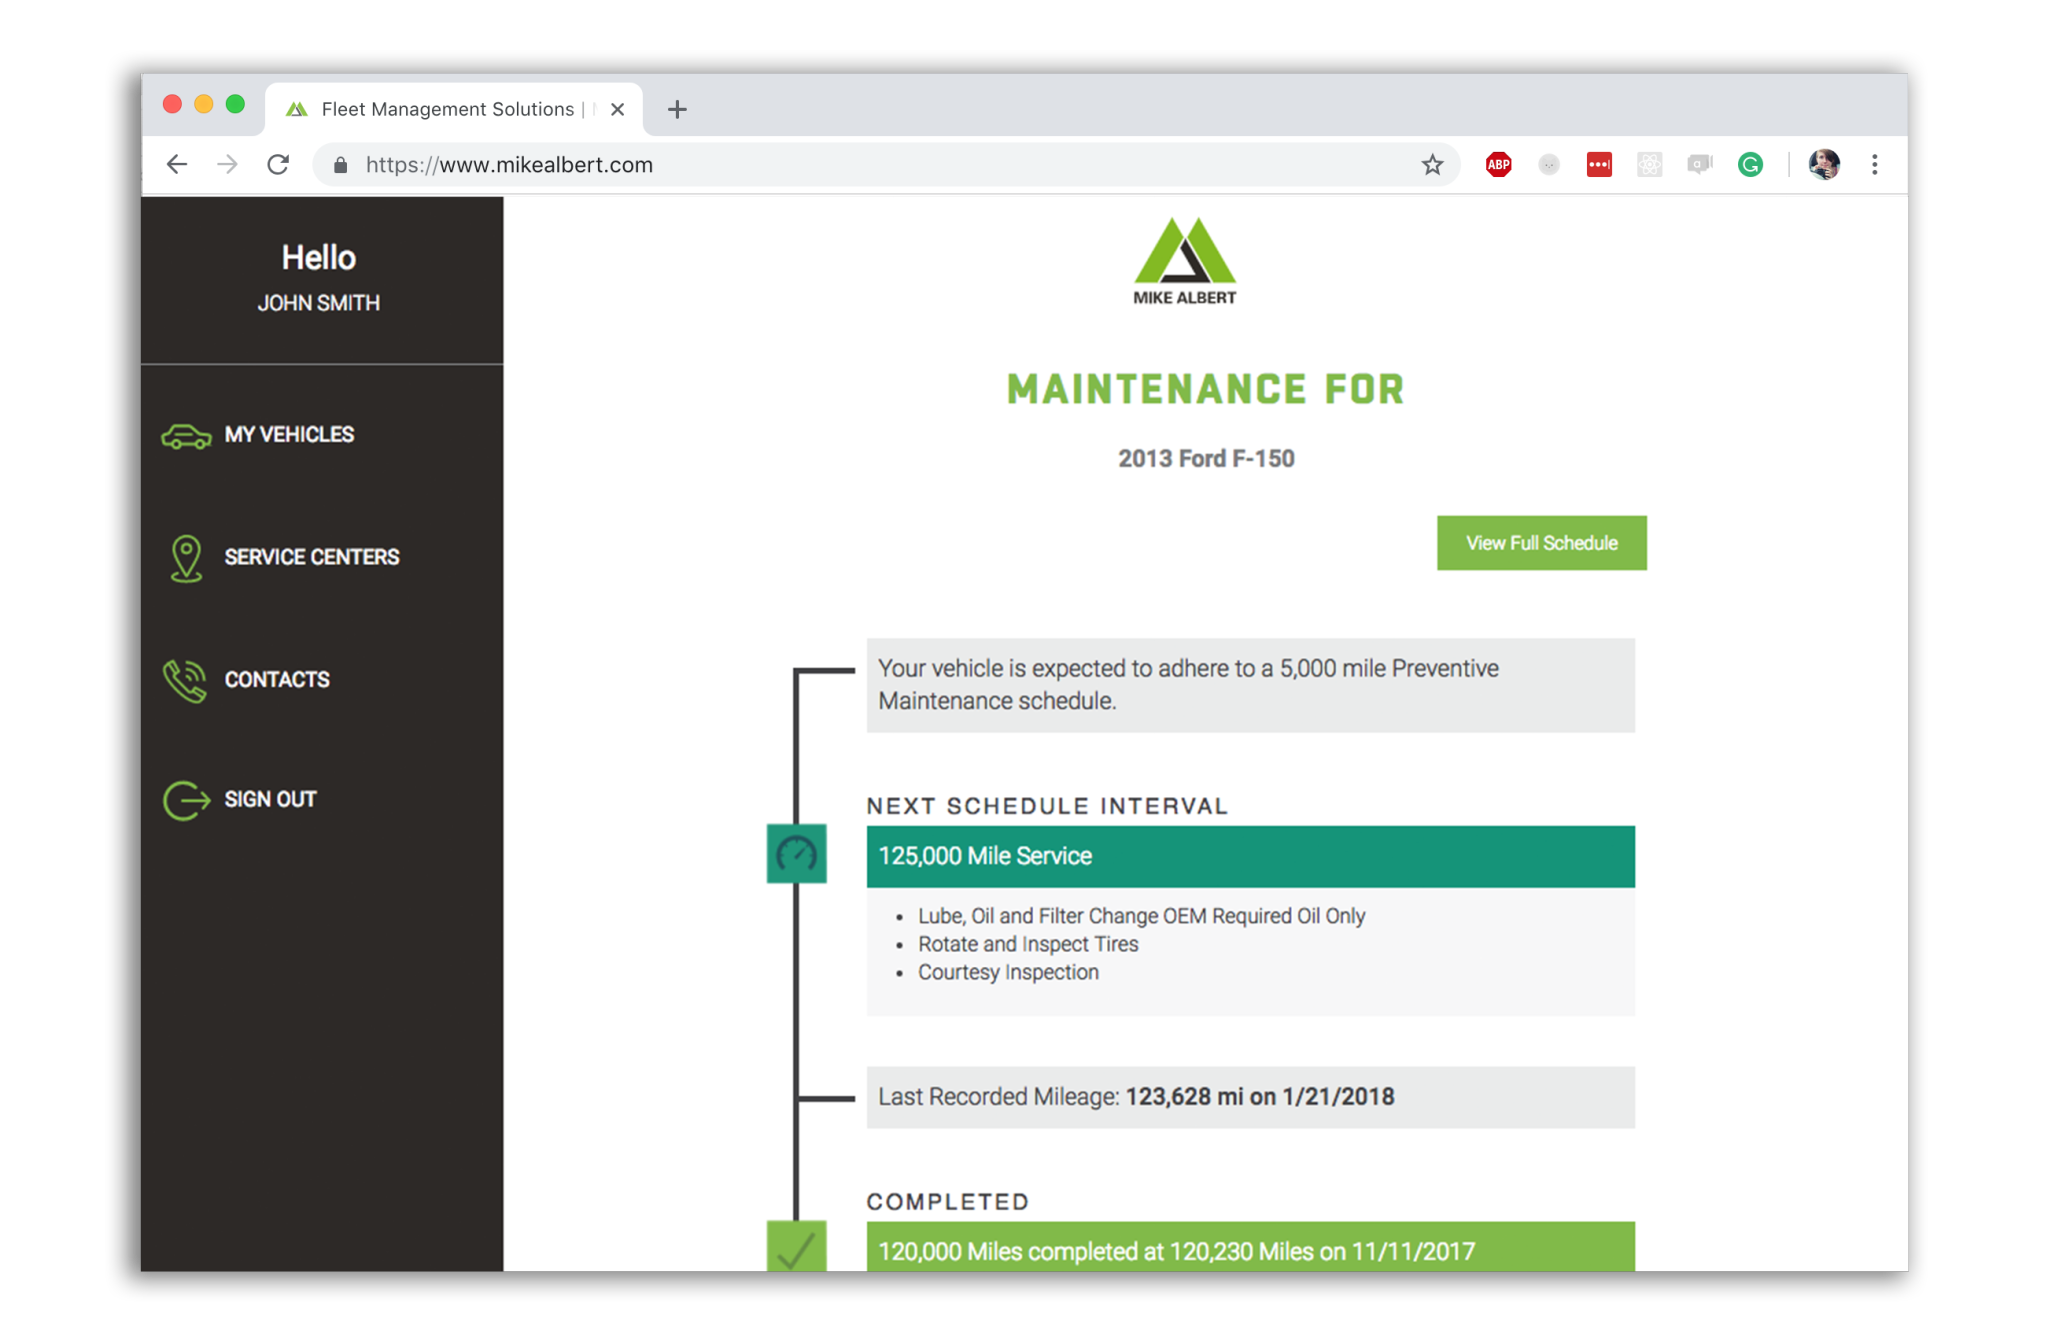 Fleet Management Solutions |
https://www.mikealbert.com
ABP
Hello
JOHN SMITH
MY VEHICLES
SERVICE CENTERS
CONTACTS
SIGN OUT
MIKE ALBERT
MAINTENANCE FOR
2013 Ford F-150
View Full Schedule
Your vehicle is expected to adhere to a 5,000 mile Preventive
Maintenance schedule.
NEXT SCHEDULE INTERVAL
125,000 Mile Service
• Lube, Oil and Filter Change OEM Required Oil Only
• Rotate and Inspect Tires
• Courtesy Inspection
Last Recorded Mileage: 123,628 mi on 1/21/2018
COMPLETED
120,000 Miles completed at 120,230 Miles on 11/11/2017